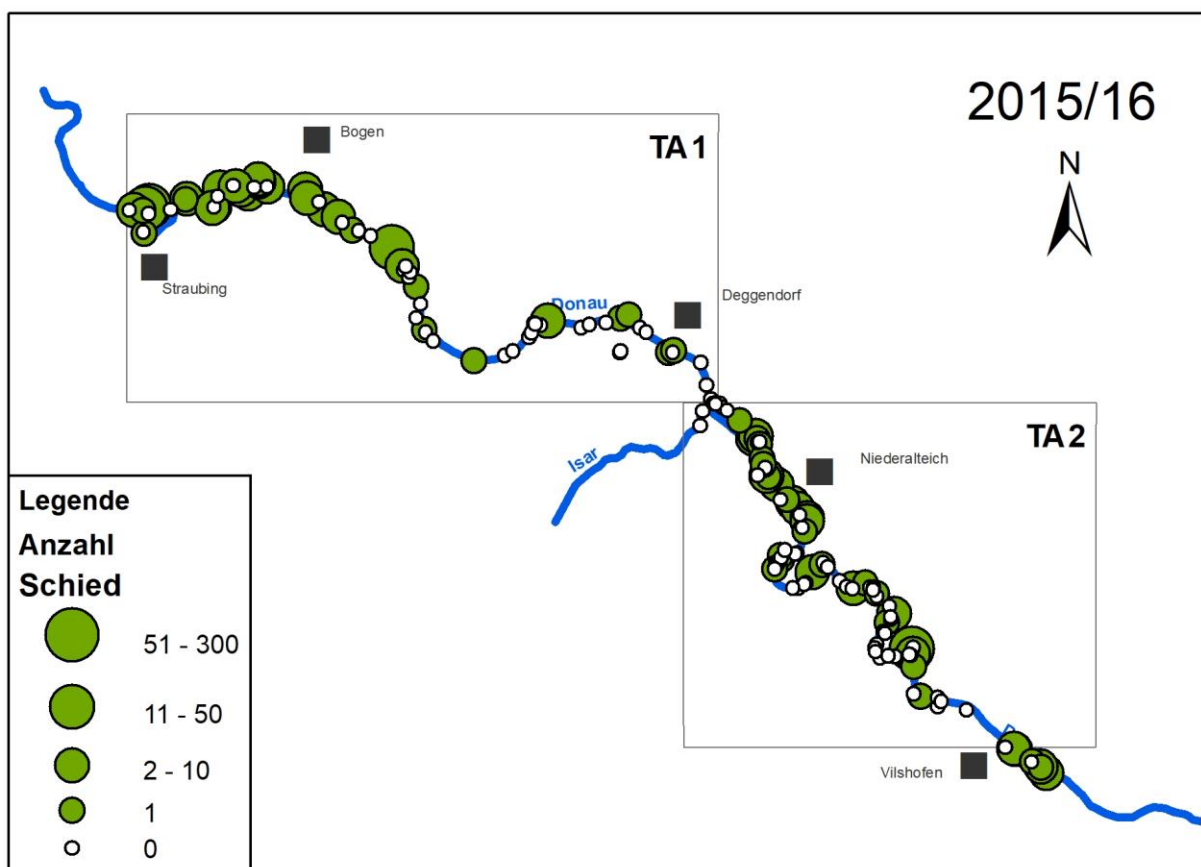 2015/16
N
Bogen
TA 1
Straubing
Donau
Deggendorf
Isar
TA 2
Niederalteich
Vilshofen
Legende
Anzahl
Schied
51 - 300
11 - 50
2 - 10
1
0